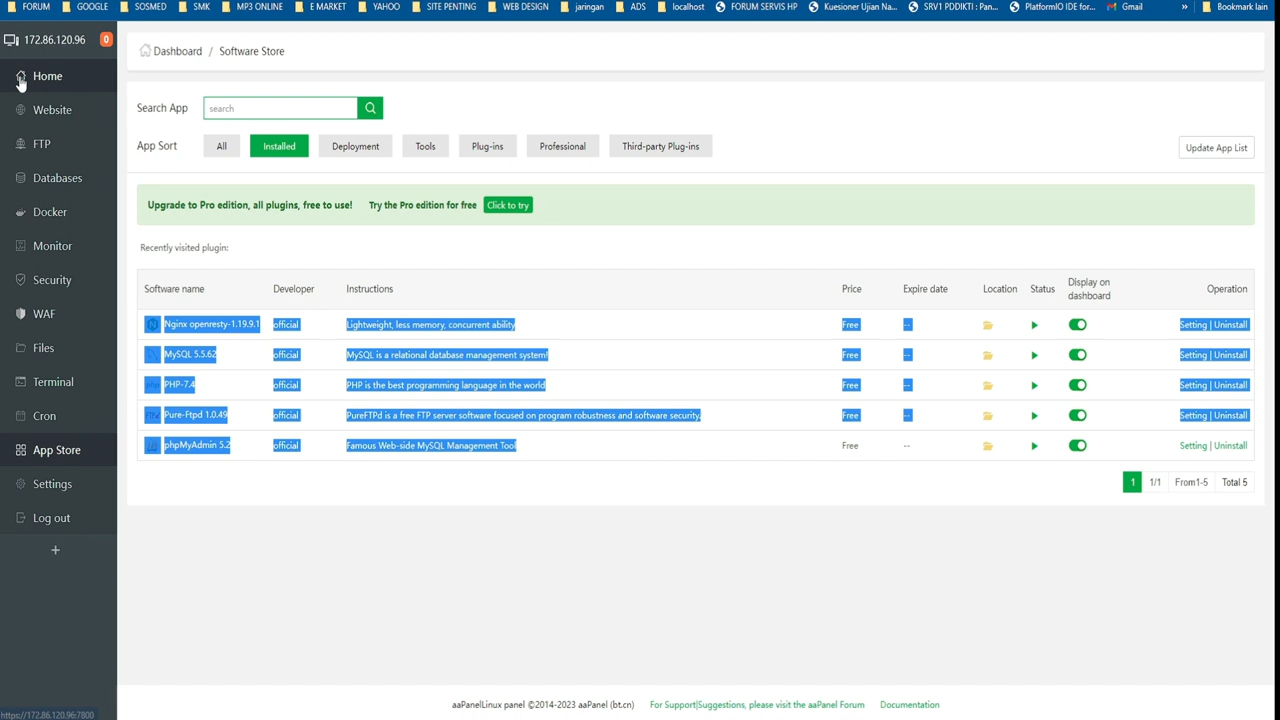 FORUM GOOGLE SOSMED SMK MP3 ONLINE E MARKET YAHOO SITE PENTING WEB DESIGN jaringan ADS localhost FORUM SERVIS HP Kuesioner Ujian Na... SRV1 PDDIKTI : Pan... PlatformIO IDE for... Gmail » Bookmark lain
172.86.120.96 0
Home
Website
FTP
Databases
Docker
Monitor
Security
WAF
Files
Terminal
Cron
App Store
Settings
Log out
+
https://172.86.120.96:7800
Dashboard / Software Store
Search App search
App Sort All Installed Deployment Tools Plug-ins Professional Third-party Plug-ins Update App List
Upgrade to Pro edition, all plugins, free to use! Try the Pro edition for free Click to try
Recently visited plugin:
Software name Developer Instructions Price Expire date Location Status Display on dashboard Operation
Nginx openresty-1.19.9.1 official Lightweight, less memory, concurrent ability Free -- Setting | Uninstall
MySQL 5.5.62 official MySQL is a relational database management system! Free -- Setting | Uninstall
PHP-7.4 official PHP is the best programming language in the world Free -- Setting | Uninstall
Pure-Ftpd 1.0.49 official PureFTPd is a free FTP server software focused on program robustness and software security. Free -- Setting | Uninstall
phpMyAdmin 5.2 official Famous Web-side MySQL Management Tool Free -- Setting | Uninstall
1 1/1 From1-5 Total 5
aaPanelLinux panel ©2014-2023 aaPanel (bt.cn) For Support|Suggestions, please visit the aaPanel Forum Documentation